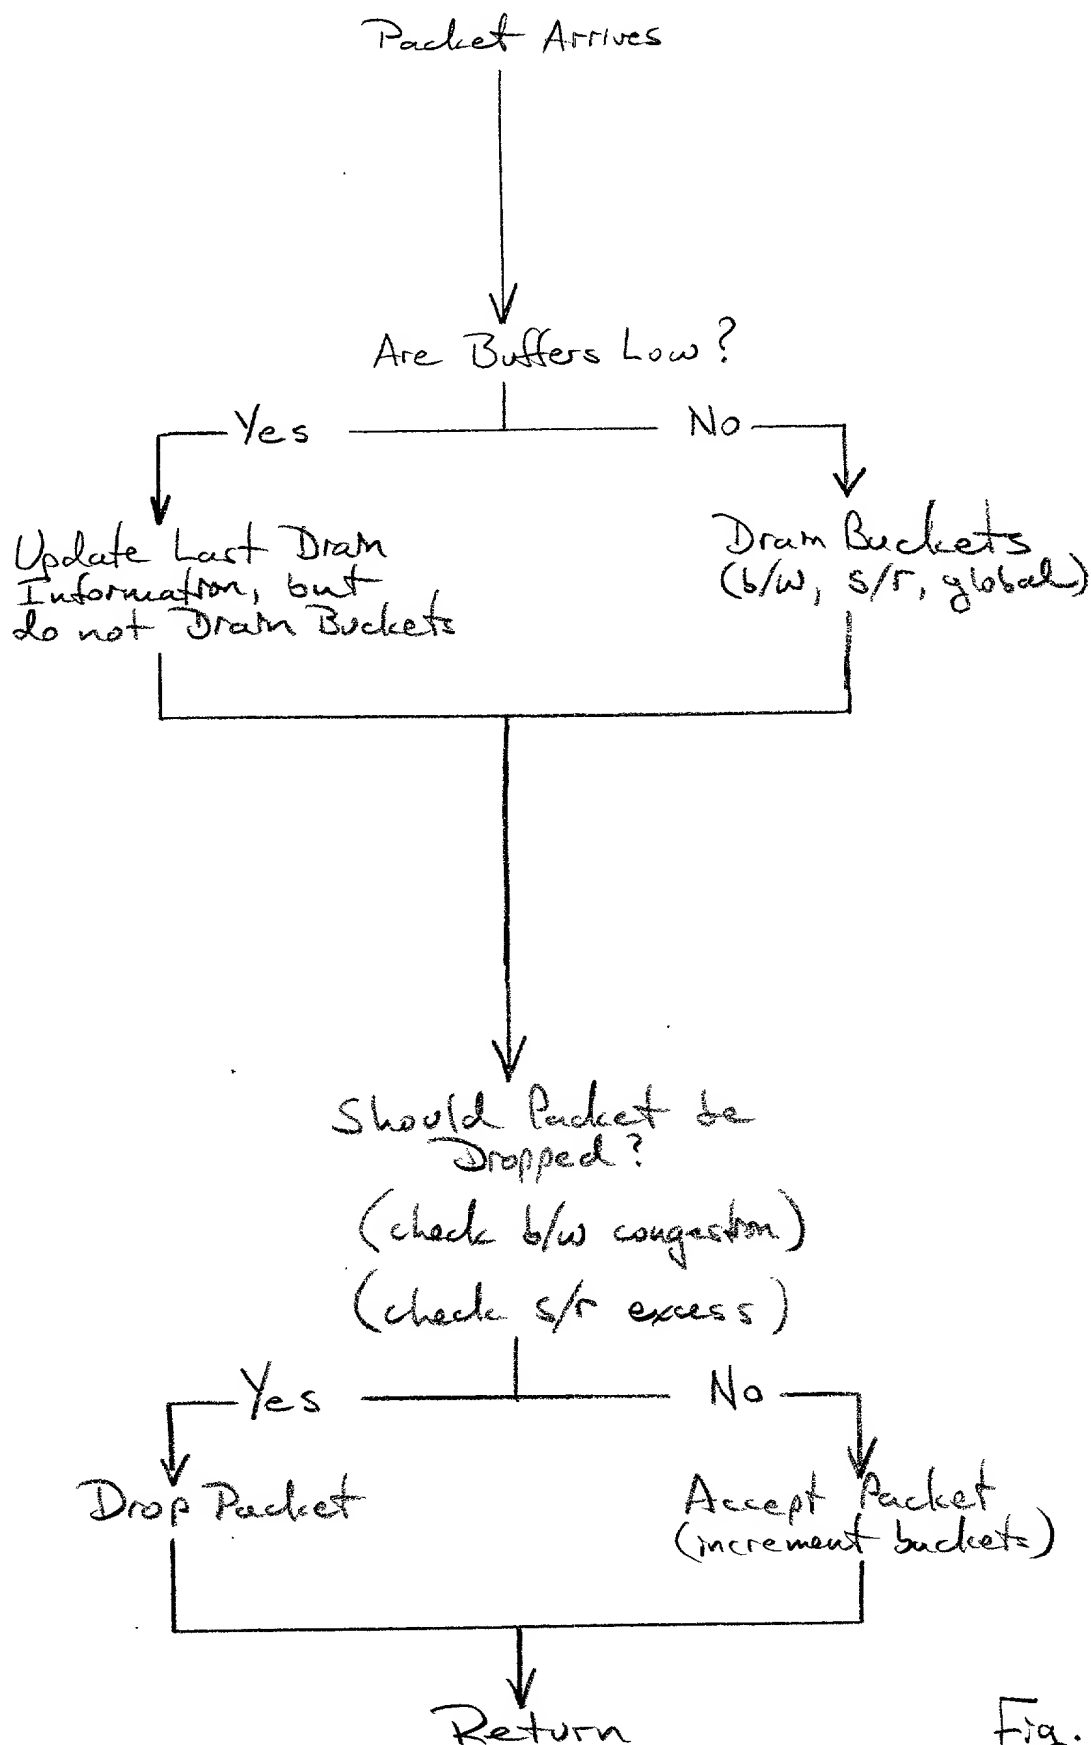 Packet Arrives
Are Buffers Low?
Yes
No
Update Last Drain
Information, but
do not Drain Buckets
Drain Buckets
(b/w, s/r, global)
Should Packet be
Dropped?
(check b/w congestion)
(check s/r excess)
Yes
No
Drop Packet
Accept Packet
(increment buckets)
Return
Fig.